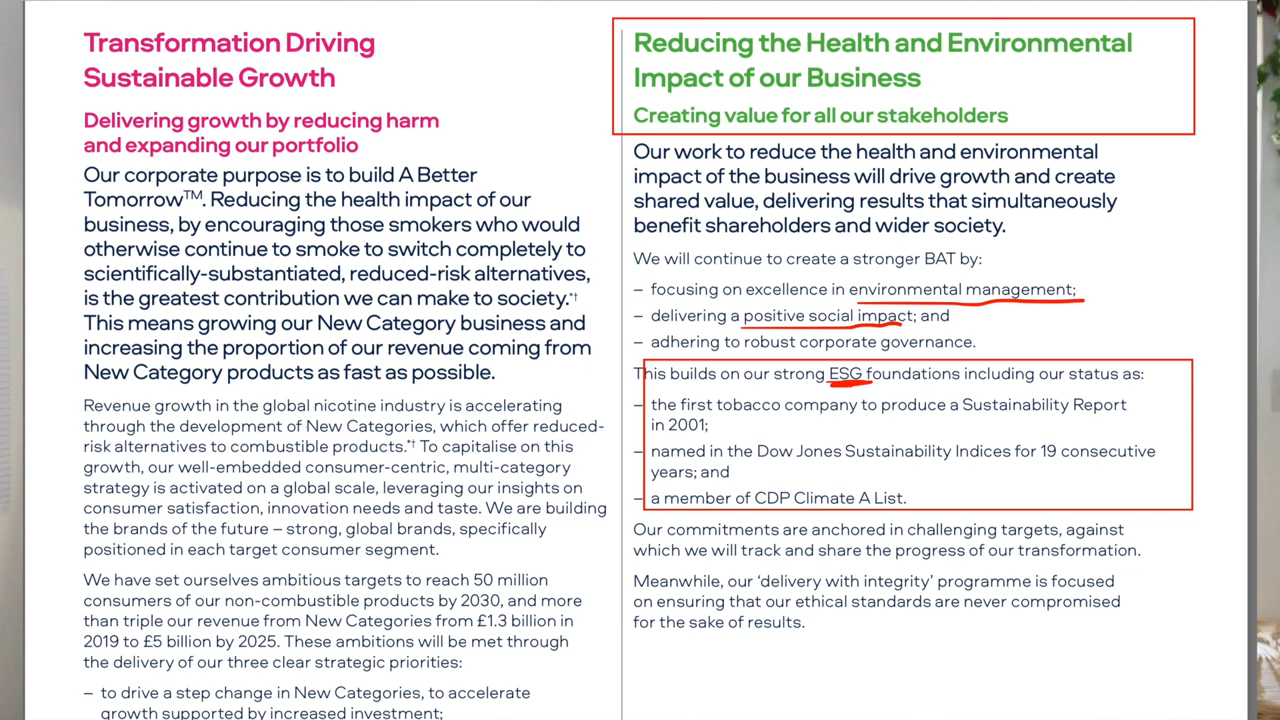 Transformation Driving
Sustainable Growth
Delivering growth by reducing harm
and expanding our portfolio
Our corporate purpose is to build A Better
Tomorrow™. Reducing the health impact of our
business, by encouraging those smokers who would
otherwise continue to smoke to switch completely to
scientifically-substantiated, reduced-risk alternatives,
is the greatest contribution we can make to society.*†
This means growing our New Category business and
increasing the proportion of our revenue coming from
New Category products as fast as possible.
Revenue growth in the global nicotine industry is accelerating
through the development of New Categories, which offer reduced-
risk alternatives to combustible products.*† To capitalise on this
growth, our well-embedded consumer-centric, multi-category
strategy is activated on a global scale, leveraging our insights on
consumer satisfaction, innovation needs and taste. We are building
the brands of the future – strong, global brands, specifically
positioned in each target consumer segment.
We have set ourselves ambitious targets to reach 50 million
consumers of our non-combustible products by 2030, and more
than triple our revenue from New Categories from £1.3 billion in
2019 to £5 billion by 2025. These ambitions will be met through
the delivery of our three clear strategic priorities:
– to drive a step change in New Categories, to accelerate
growth supported by increased investment;
Reducing the Health and Environmental
Impact of our Business
Creating value for all our stakeholders
Our work to reduce the health and environmental
impact of the business will drive growth and create
shared value, delivering results that simultaneously
benefit shareholders and wider society.
We will continue to create a stronger BAT by:
– focusing on excellence in environmental management;
– delivering a positive social impact; and
– adhering to robust corporate governance.
This builds on our strong ESG foundations including our status as:
– the first tobacco company to produce a Sustainability Report
in 2001;
– named in the Dow Jones Sustainability Indices for 19 consecutive
years; and
– a member of CDP Climate A List.
Our commitments are anchored in challenging targets, against
which we will track and share the progress of our transformation.
Meanwhile, our ‘delivery with integrity’ programme is focused
on ensuring that our ethical standards are never compromised
for the sake of results.